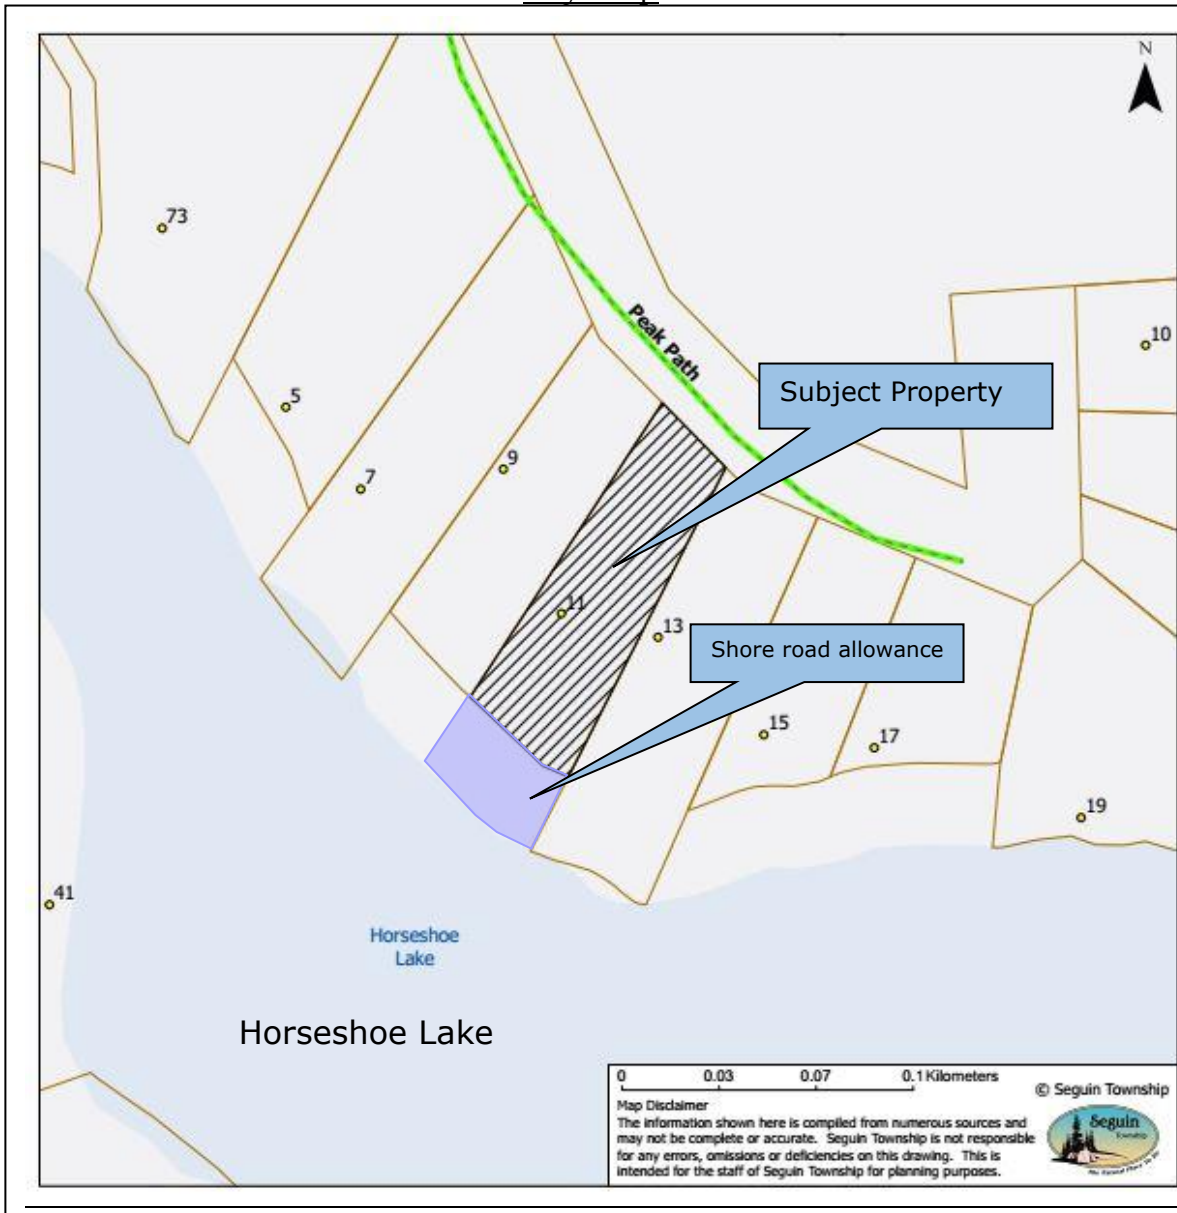 N
73
10
Peak Path
Subject Property
5
9
7
11
13
Shore road allowance
15
17
19
41
Horseshoe
Lake
Horseshoe Lake
0 0.03 0.07 0.1 Kilometers
© Seguin Township
Map Disclaimer
The information shown here is compiled from numerous sources and
may not be complete or accurate. Seguin Township is not responsible
for any errors, omissions or deficiencies on this drawing. This is
intended for the staff of Seguin Township for planning purposes.
Seguin
Township